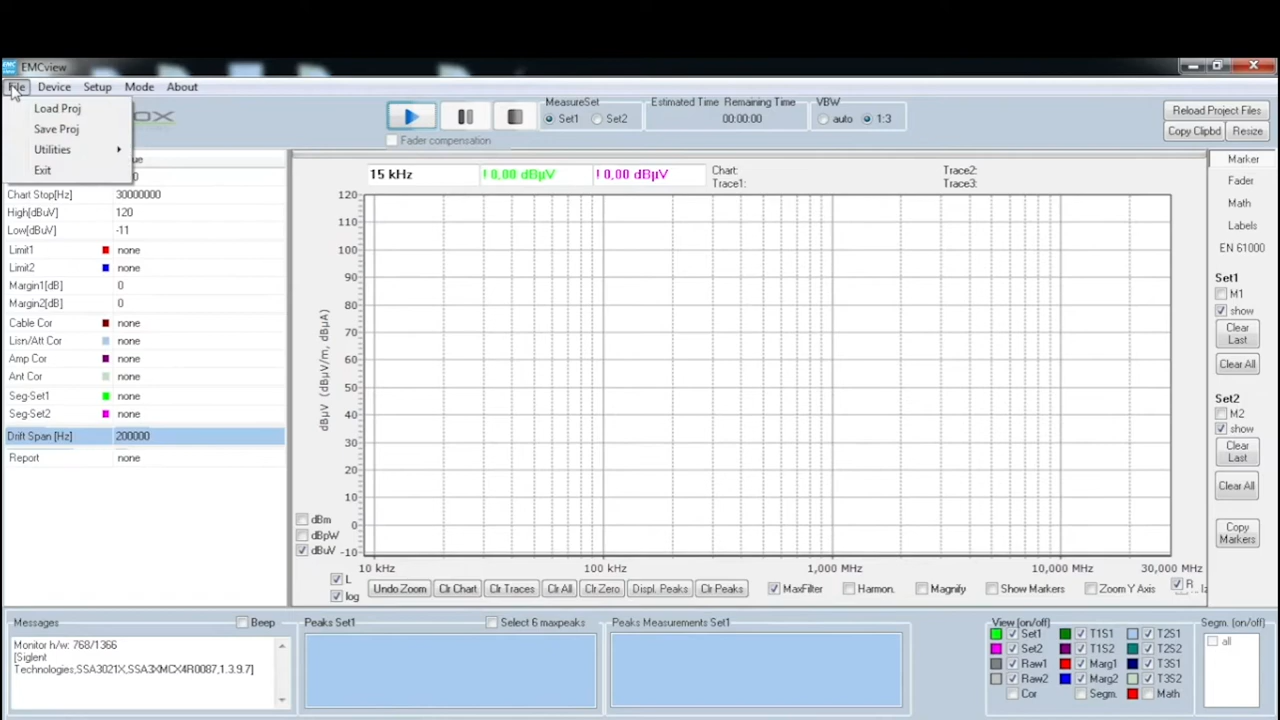 EMCview
Device Setup Mode About
Load Proj
Save Proj
Utilities
Exit
Chart Stop[Hz] 30000000
High[dBuV] 120
Low[dBuV] -11
Limit1 none
Limit2 none
Margin1[dB] 0
Margin2[dB] 0
Cable Cor none
Lisn/Att Cor none
Amp Cor none
Ant Cor none
Seg-Set1 none
Seg-Set2 none
Drift Span [Hz] 200000
Report none
Fader compensation
MeasureSet
Set1 Set2
Estimated Time Remaining Time
00:00:00
VBW
auto 1:3
Reload Project Files
Copy Clipbd Resize
15 kHz ! 0,00 dBµV ! 0,00 dBµV
Chart: Trace2:
Trace1: Trace3:
120
110
100
90
80
70
60
50
40
30
20
10
0
-10
dBµV (dBµV/m, dBµA)
10 kHz 100 kHz 1,000 MHz 10,000 MHz 30,000 MHz
dBm
dBpW
dBuV
L
log
Undo Zoom Clr Chart Clr Traces Clr All Clr Zero Displ. Peaks Clr Peaks MaxFilter Harmon. Magnify Show Markers Zoom Y Axis R
Marker
Fader
Math
Labels
EN 61000
Set1
M1
show
Clear
Last
Clear All
Set2
M2
show
Clear
Last
Clear All
Copy
Markers
Messages Beep
Monitor h/w: 768/1366
[Siglent
Technologies,SSA3021X,SSA3XMCX4R0087,1.3.9.7]
Peaks Set1 Select 6 maxpeaks
Peaks Measurements Set1
View (on/off)
Set1 T1S1 T2S1
Set2 T1S2 T2S2
Raw1 Marg1 T3S1
Raw2 Marg2 T3S2
Cor Segm. Math
Segm. (on/off)
all